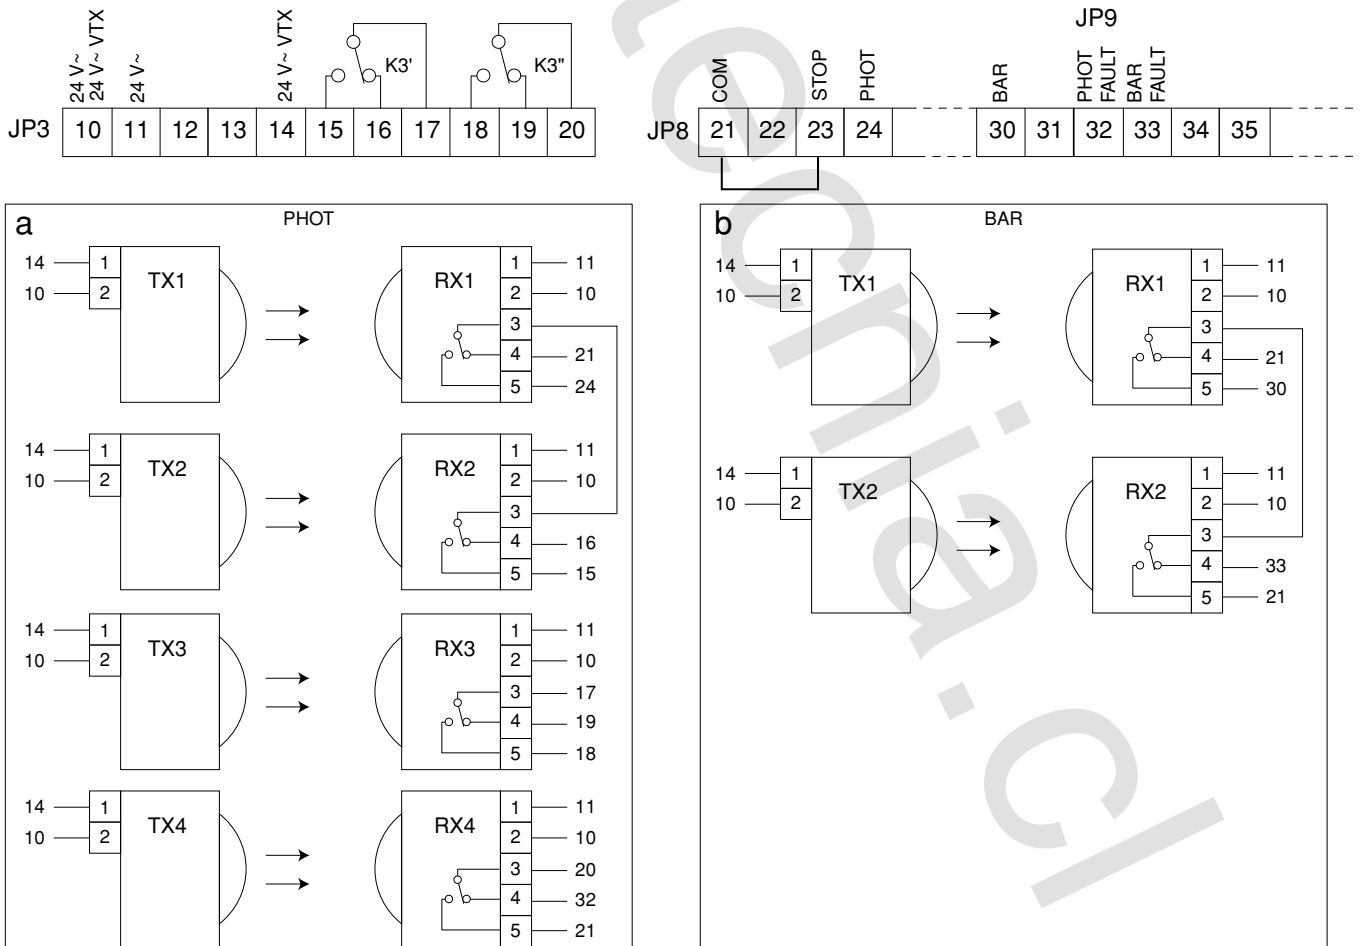 24 V~
24 V~ VTX
24 V~
24 V~ VTX
K3'
K3"
JP3 10 11 12 13 14 15 16 17 18 19 20
JP9
COM STOP PHOT
BAR
PHOT FAULT
BAR FAULT
JP8 21 22 23 24 30 31 32 33 34 35
a PHOT
14 1 TX1 RX1 1 11
10 2 2 10
3
4 21
5 24
14 1 TX2 RX2 1 11
10 2 2 10
3
4 16
5 15
14 1 TX3 RX3 1 11
10 2 2 10
3 17
4 19
5 18
14 1 TX4 RX4 1 11
10 2 2 10
3 20
4 32
5 21
b BAR
14 1 TX1 RX1 1 11
10 2 2 10
3
4 21
5 30
14 1 TX2 RX2 1 11
10 2 2 10
3
4 33
5 21
tecnia.cl